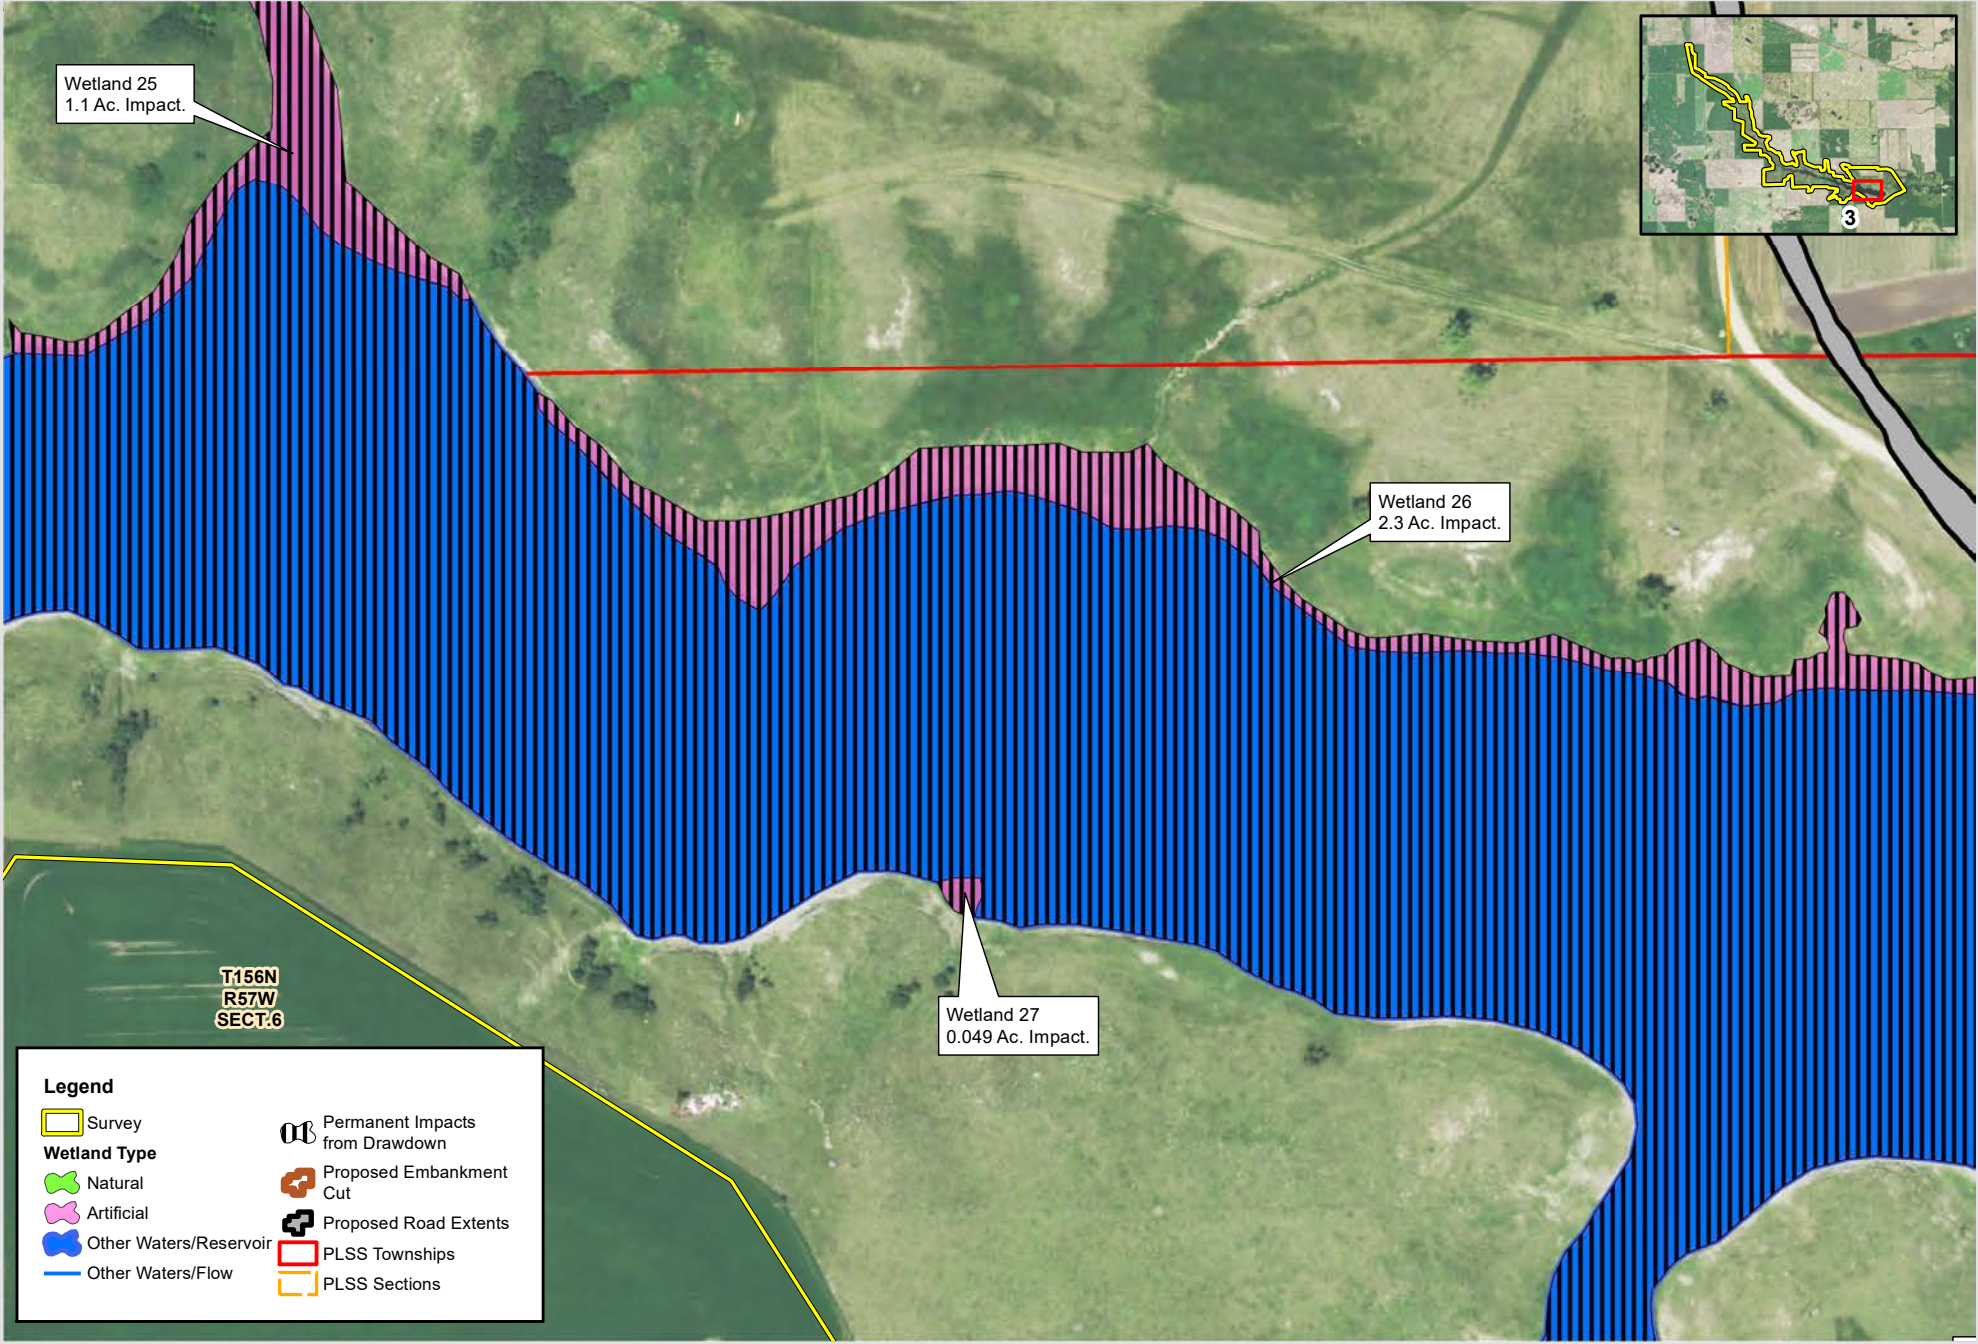 Wetland 25
1.1 Ac. Impact.
3
Wetland 26
2.3 Ac. Impact.
Wetland 27
0.049 Ac. Impact.
T156N
R57W
SECT.6
Legend
Survey
Wetland Type
Natural
Artificial
Other Waters/Reservoir
Other Waters/Flow
Permanent Impacts
from Drawdown
Proposed Embankment
Cut
Proposed Road Extents
PLSS Townships
PLSS Sections